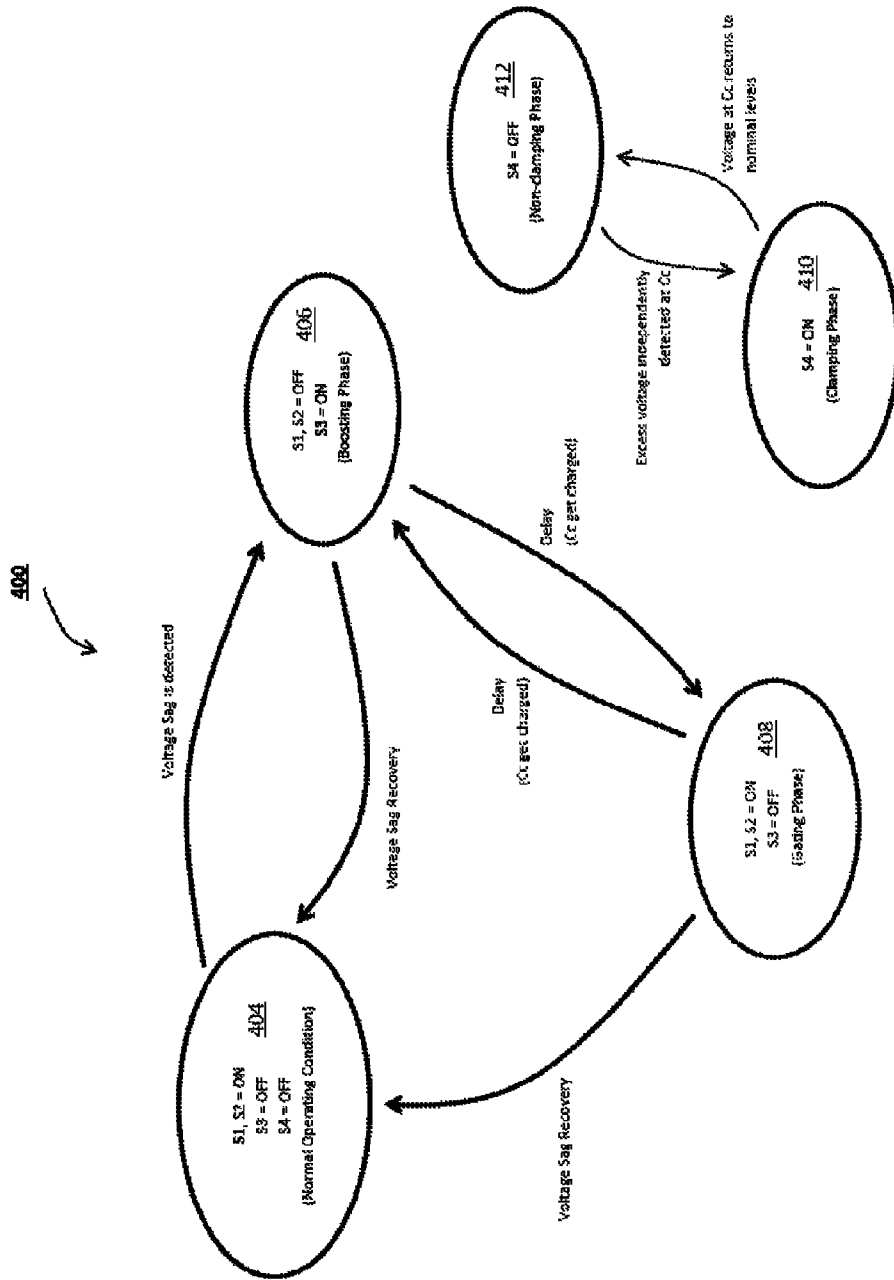 400
Voltage Sag is detected
S1, S2 = ON
S3 = OFF
S4 = OFF
404
{Normal Operating Condition}
S1, S2 = OFF
S3 = ON
406
{Boosting Phase}
Voltage Sag Recovery
Delay
{Cc get charged}
Delay
{Cc get charged}
Voltage Sag Recovery
S1, S2 = ON
S3 = OFF
408
{Gating Phase}
S4 = OFF
412
{Non-clamping Phase}
Excess voltage independently
detected at Cc
Voltage at Cc returns to
nominal levels
S4 = ON
410
{Clamping Phase}